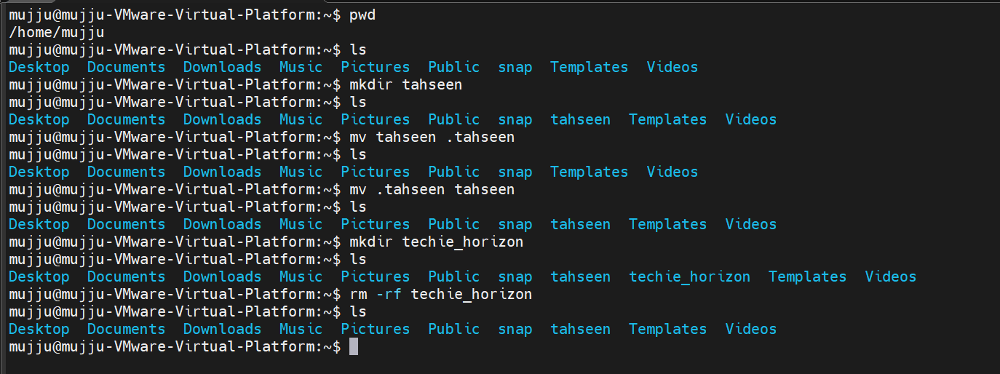 mujju@mujju-VMware-Virtual-Platform:~$ pwd
/home/mujju
mujju@mujju-VMware-Virtual-Platform:~$ ls
Desktop  Documents  Downloads  Music  Pictures  Public  snap  Templates  Videos
mujju@mujju-VMware-Virtual-Platform:~$ mkdir tahseen
mujju@mujju-VMware-Virtual-Platform:~$ ls
Desktop  Documents  Downloads  Music  Pictures  Public  snap  tahseen  Templates  Videos
mujju@mujju-VMware-Virtual-Platform:~$ mv tahseen .tahseen
mujju@mujju-VMware-Virtual-Platform:~$ ls
Desktop  Documents  Downloads  Music  Pictures  Public  snap  Templates  Videos
mujju@mujju-VMware-Virtual-Platform:~$ mv .tahseen tahseen
mujju@mujju-VMware-Virtual-Platform:~$ ls
Desktop  Documents  Downloads  Music  Pictures  Public  snap  tahseen  Templates  Videos
mujju@mujju-VMware-Virtual-Platform:~$ mkdir techie_horizon
mujju@mujju-VMware-Virtual-Platform:~$ ls
Desktop  Documents  Downloads  Music  Pictures  Public  snap  tahseen  techie_horizon  Templates  Videos
mujju@mujju-VMware-Virtual-Platform:~$ rm -rf techie_horizon
mujju@mujju-VMware-Virtual-Platform:~$ ls
Desktop  Documents  Downloads  Music  Pictures  Public  snap  tahseen  Templates  Videos
mujju@mujju-VMware-Virtual-Platform:~$